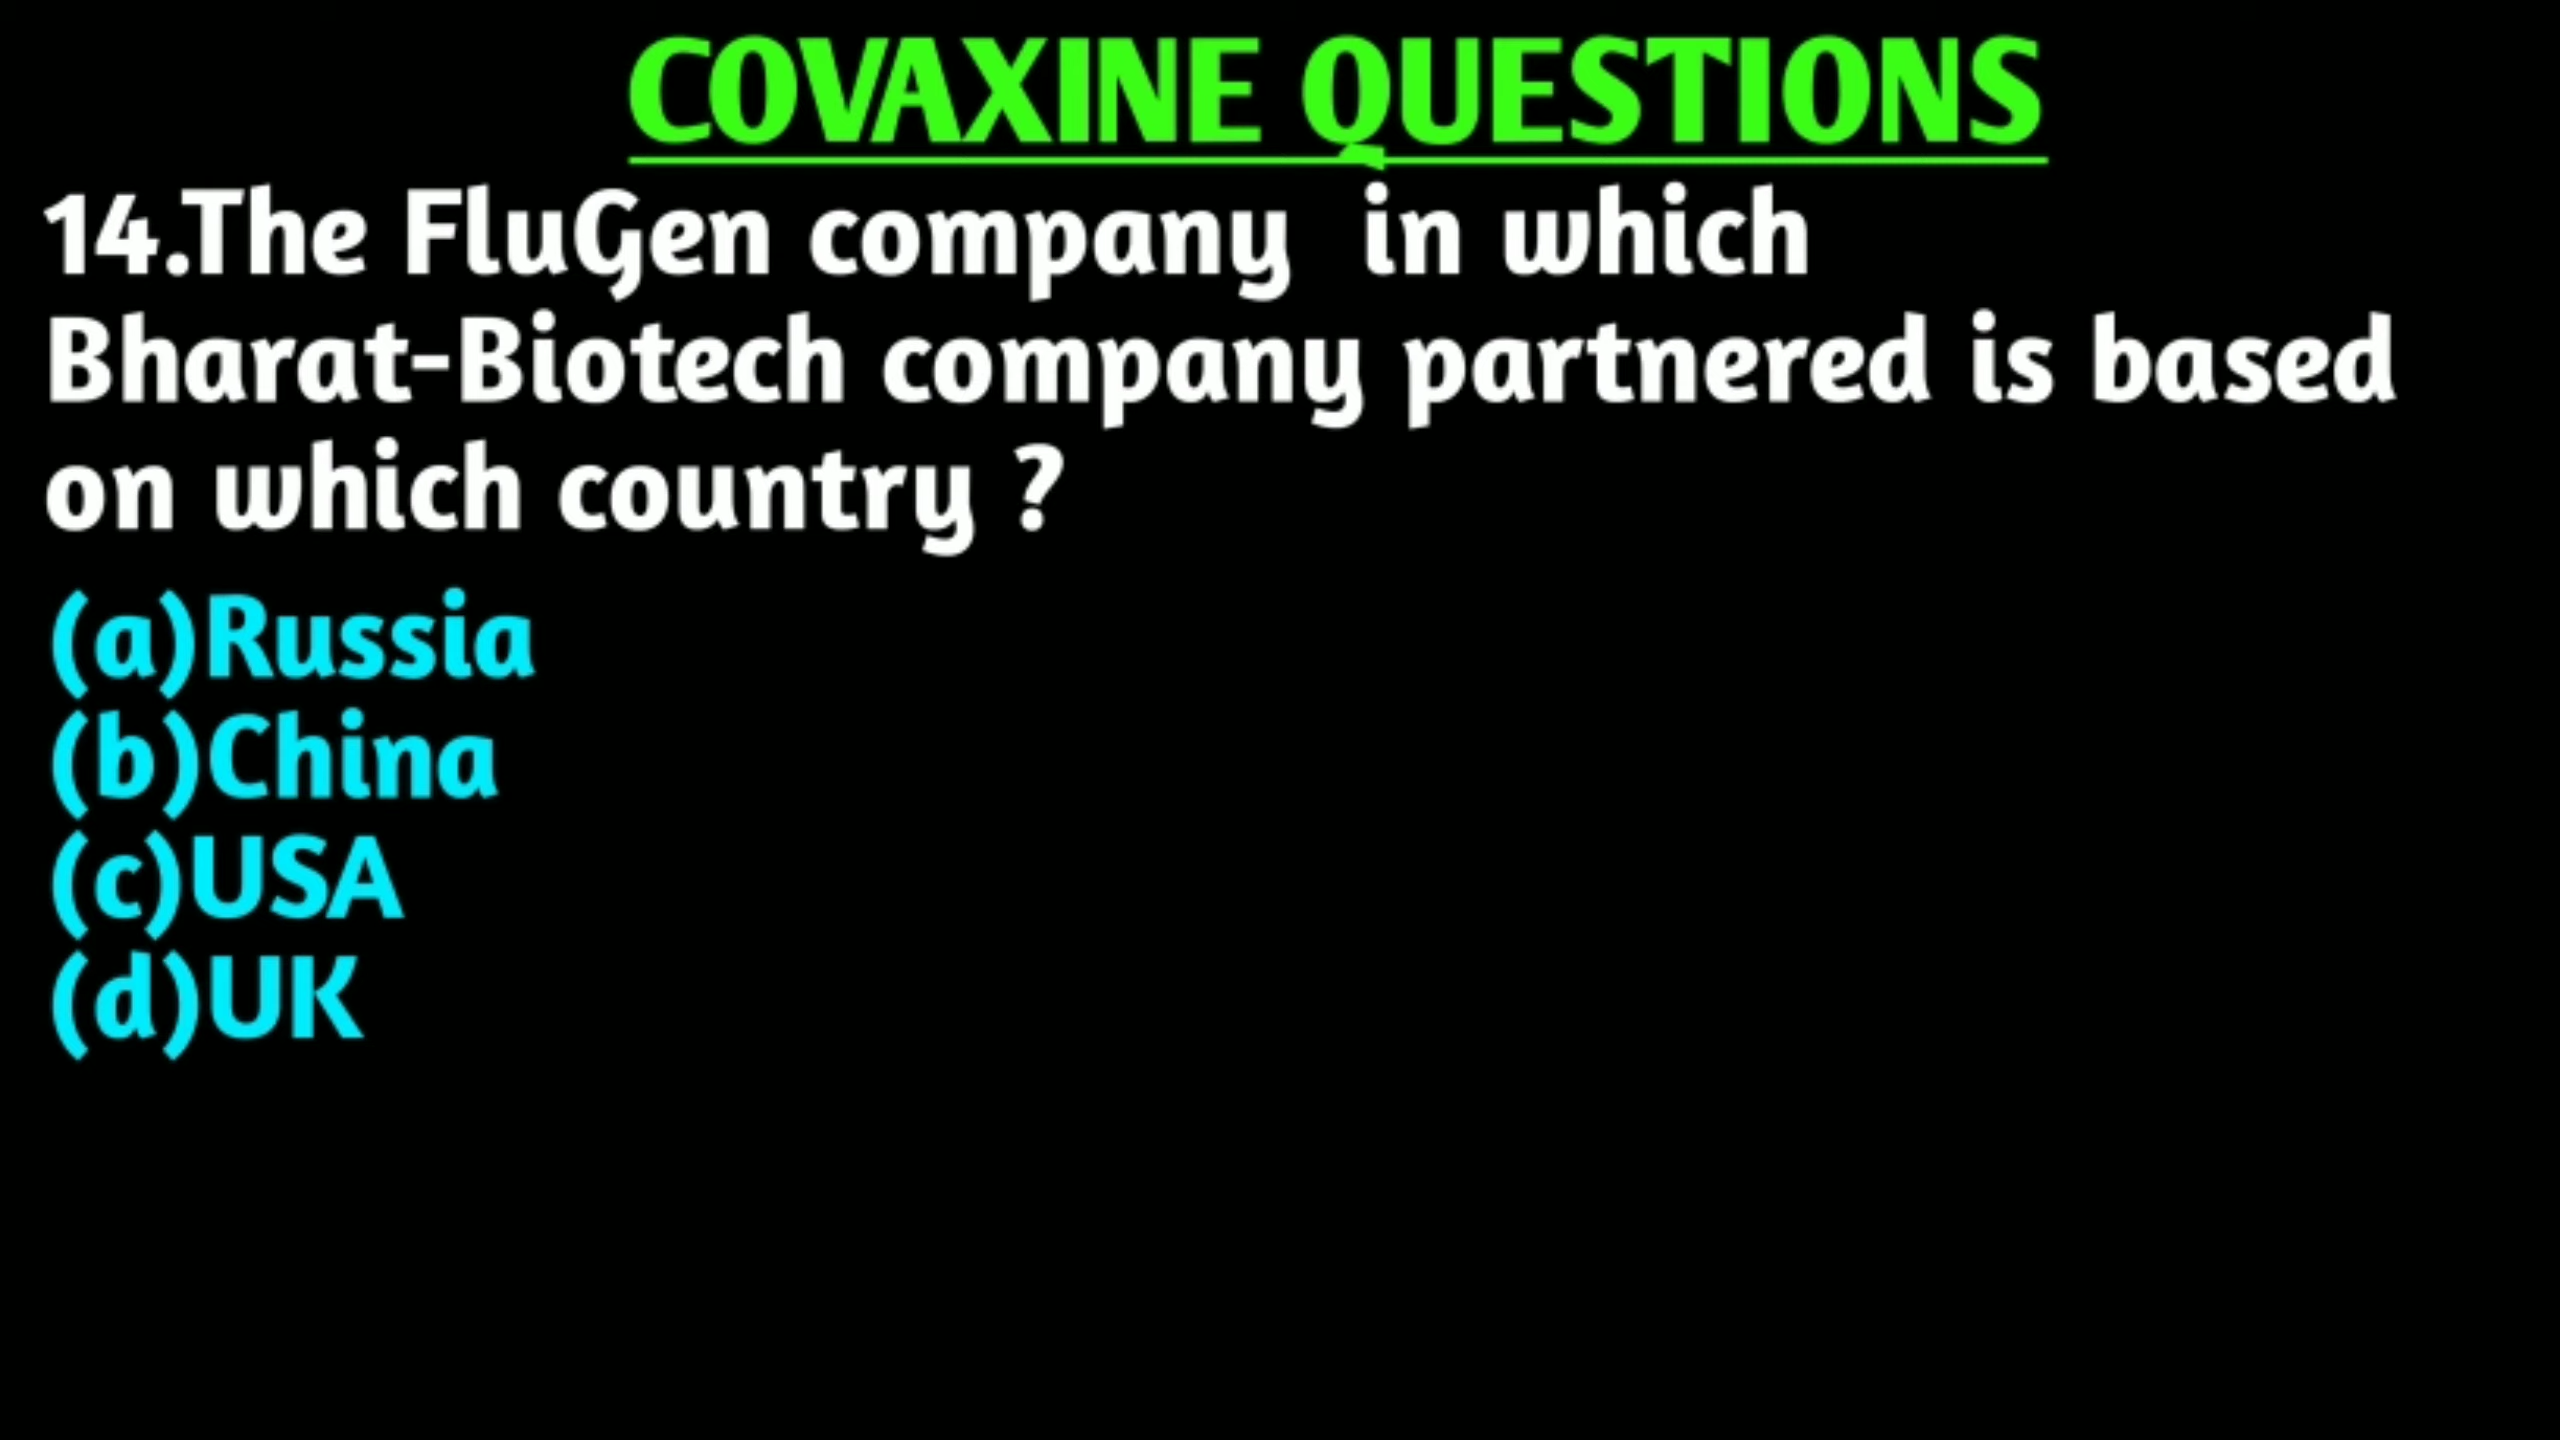 COVAXINE QUESTIONS
14.The FluGen company  in which
Bharat-Biotech company partnered is based
on which country ?
(a)Russia
(b)China
(c)USA
(d)UK